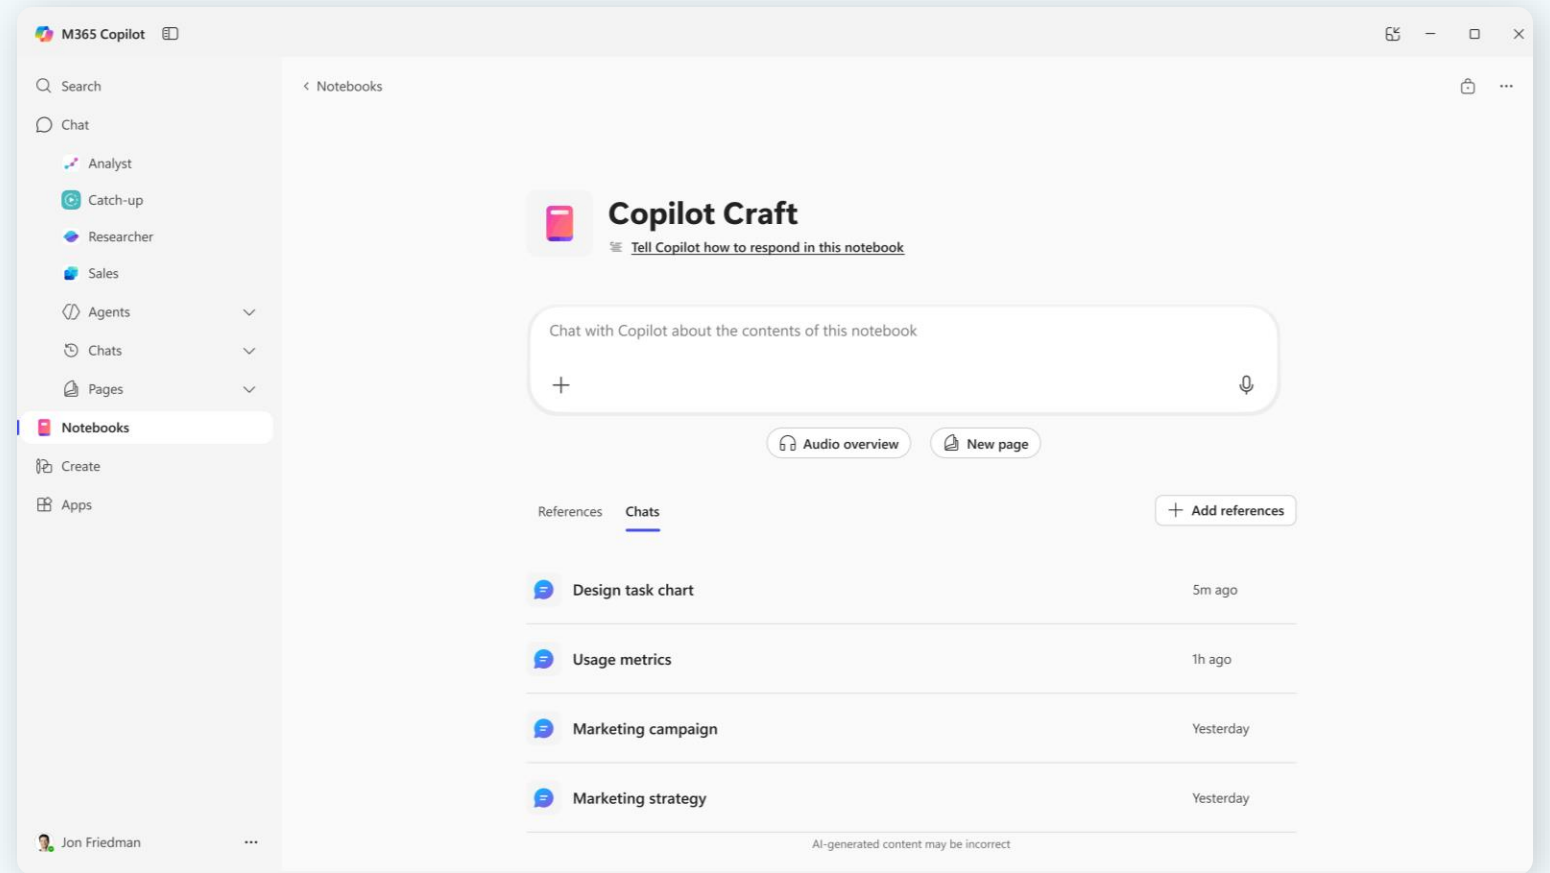 M365 Copilot
Search
Chat
Analyst
Catch-up
Researcher
Sales
Agents
Chats
Pages
Notebooks
Create
Apps
Jon Friedman
Notebooks
Copilot Craft
Tell Copilot how to respond in this notebook
Chat with Copilot about the contents of this notebook
Audio overview
New page
References
Chats
Add references
Design task chart
5m ago
Usage metrics
1h ago
Marketing campaign
Yesterday
Marketing strategy
Yesterday
AI-generated content may be incorrect